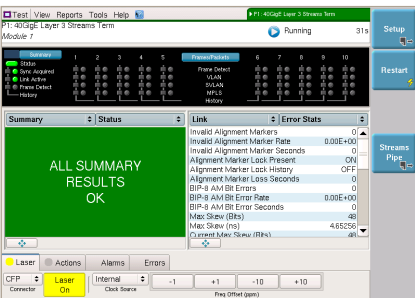 Test View Reports Tools Help
P1: 40GigE Layer 3 Streams Term
P1: 40GigE Layer 3 Streams Term
Module 1
Running 31s
Setup
Restart
Streams Pipe
Summary 1 2 3 4 5 Frames/Packets 6 7 8 9 10
Status
Sync Acquired
Link Active
Frame Detect
History
Frame Detect
VLAN
SVLAN
MPLS
History
Summary Status
ALL SUMMARY
RESULTS
OK
Link Error Stats
Invalid Alignment Markers 0
Invalid Alignment Marker Rate 0.00E+00
Invalid Alignment Marker Seconds 0
Alignment Marker Lock Present ON
Alignment Marker Lock History OFF
Alignment Marker Loss Seconds 0
BIP-8 AM Bit Errors 0
BIP-8 AM Bit Error Rate 0.00E+00
BIP-8 AM Bit Error Seconds 0
Max Skew (Bits) 48
Max Skew (ns) 4.65256
Current Max Skew (Bits) 48
Laser Actions Alarms Errors
CFP Laser On Internal -1 +1 -10 +10
Connector Clock Source Freq Offset (ppm)